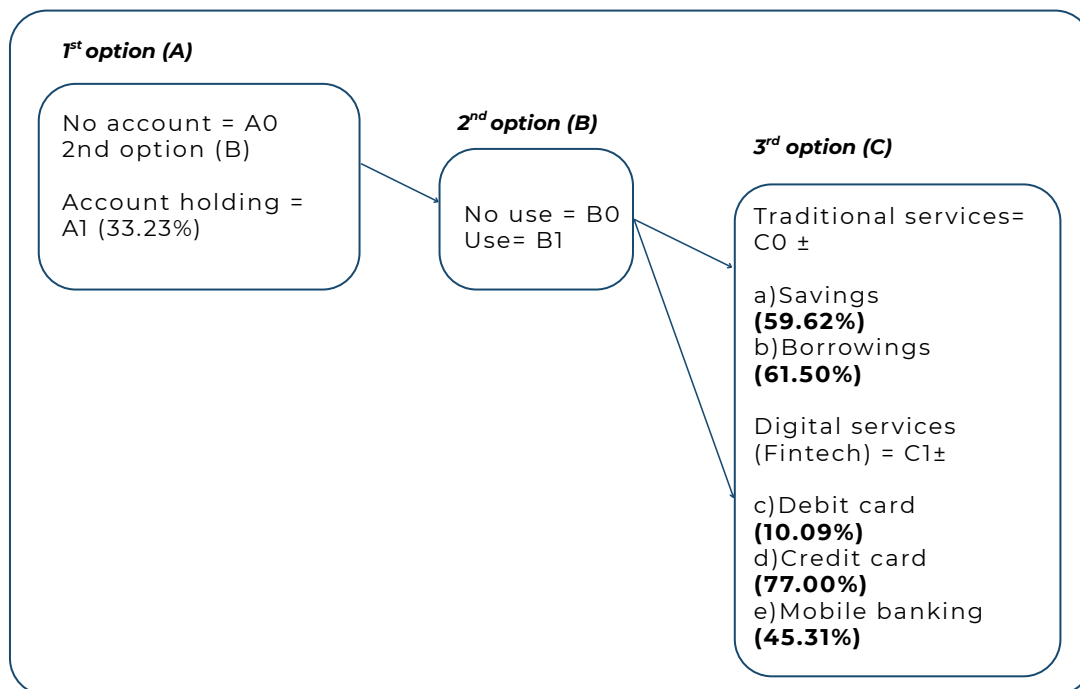 1st option (A)
No account = A0
2nd option (B)
Account holding =
A1 (33.23%)
2nd option (B)
No use = B0
Use= B1
3rd option (C)
Traditional services=
C0 ±
a)Savings
(59.62%)
b)Borrowings
(61.50%)
Digital services
(Fintech) = C1±
c)Debit card
(10.09%)
d)Credit card
(77.00%)
e)Mobile banking
(45.31%)